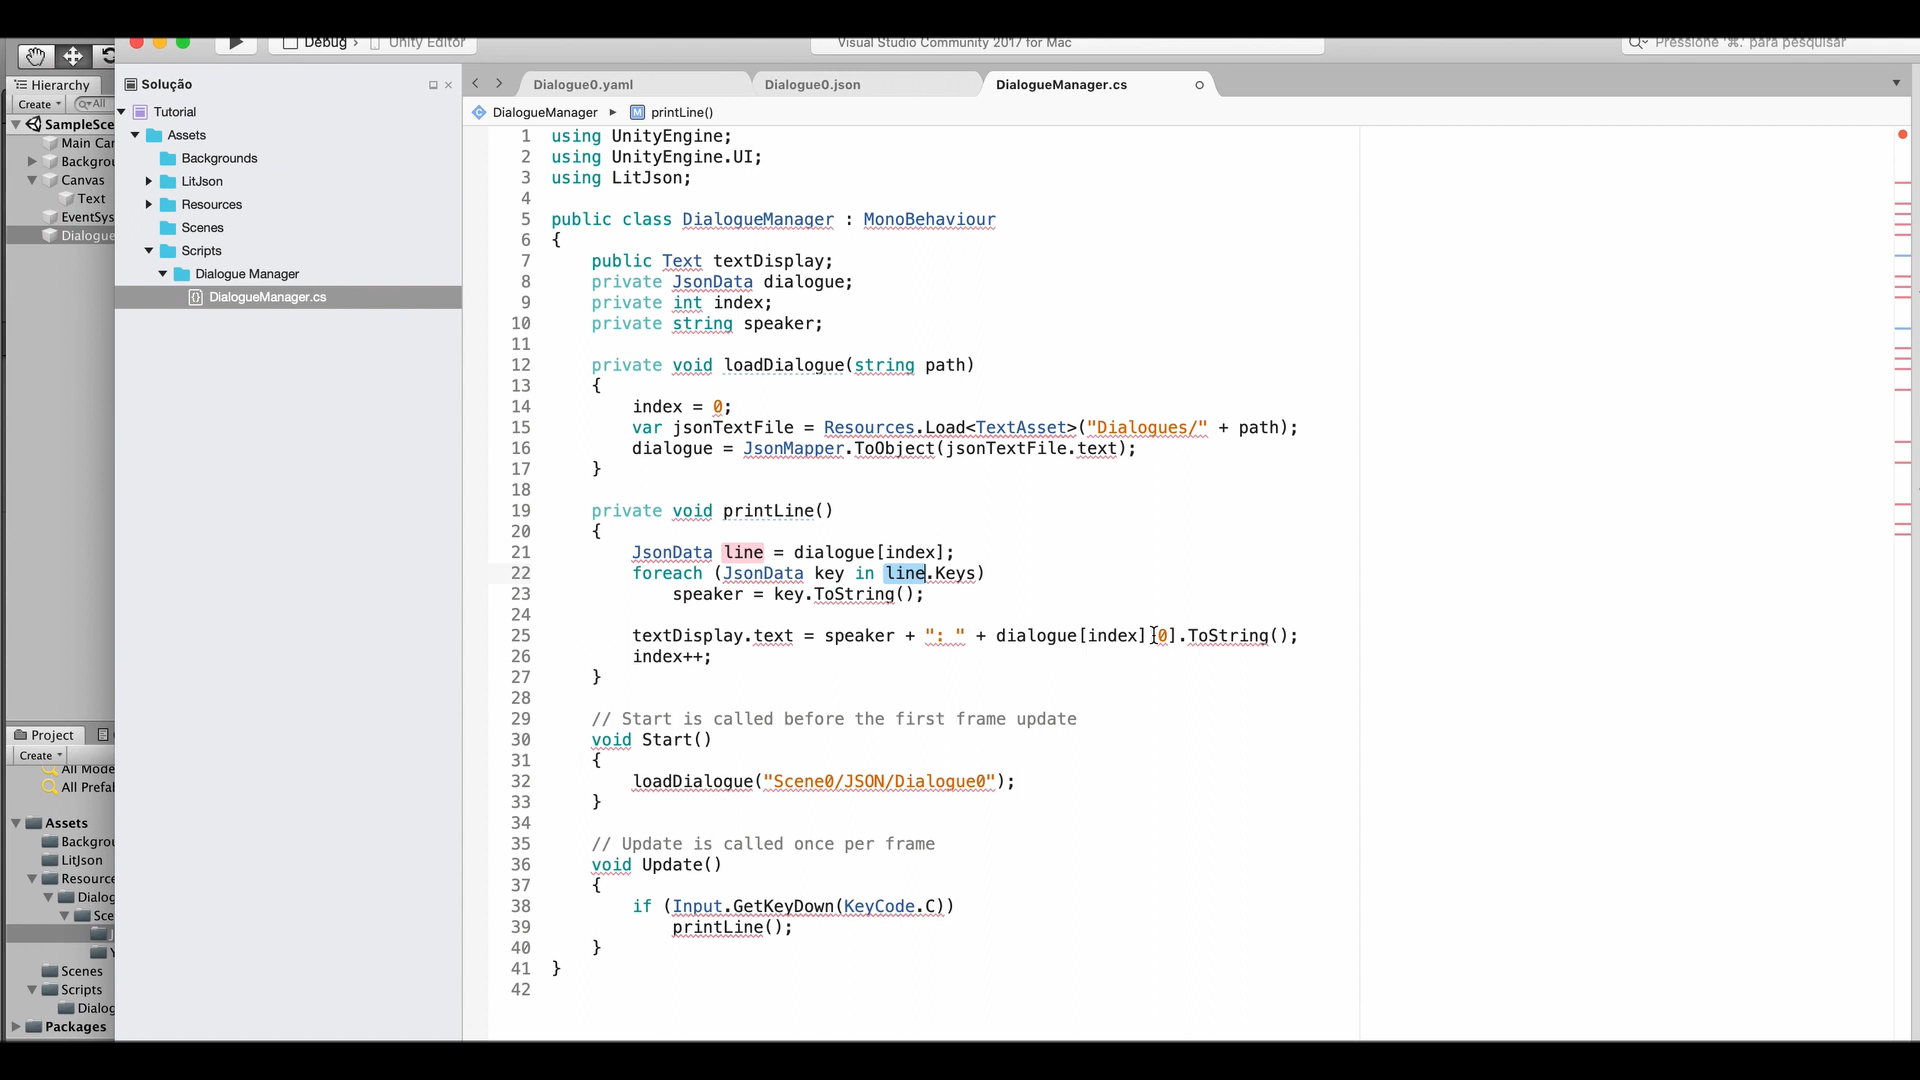 Debug › Unity Editor
Visual Studio Community 2017 for Mac
Pressione '⌘.' para pesquisar
Hierarchy
Create
All
SampleSce
Main Car
Backgrou
Canvas
Text
EventSys
Dialogue
Project
Create
All Mode
All Prefal
Assets
Backgrou
LitJson
Resource
Dialog
Sce
Scenes
Scripts
Dialog
Packages
Solução
Tutorial
Assets
Backgrounds
LitJson
Resources
Scenes
Scripts
Dialogue Manager
DialogueManager.cs
Dialogue0.yaml Dialogue0.json DialogueManager.cs
DialogueManager ▸ M printLine()
1 using UnityEngine;
2 using UnityEngine.UI;
3 using LitJson;
4
5 public class DialogueManager : MonoBehaviour
6 {
7 public Text textDisplay;
8 private JsonData dialogue;
9 private int index;
10 private string speaker;
11
12 private void loadDialogue(string path)
13 {
14 index = 0;
15 var jsonTextFile = Resources.Load<TextAsset>("Dialogues/" + path);
16 dialogue = JsonMapper.ToObject(jsonTextFile.text);
17 }
18
19 private void printLine()
20 {
21 JsonData line = dialogue[index];
22 foreach (JsonData key in line.Keys)
23 speaker = key.ToString();
24
25 textDisplay.text = speaker + ": " + dialogue[index][0].ToString();
26 index++;
27 }
28
29 // Start is called before the first frame update
30 void Start()
31 {
32 loadDialogue("Scene0/JSON/Dialogue0");
33 }
34
35 // Update is called once per frame
36 void Update()
37 {
38 if (Input.GetKeyDown(KeyCode.C))
39 printLine();
40 }
41 }
42